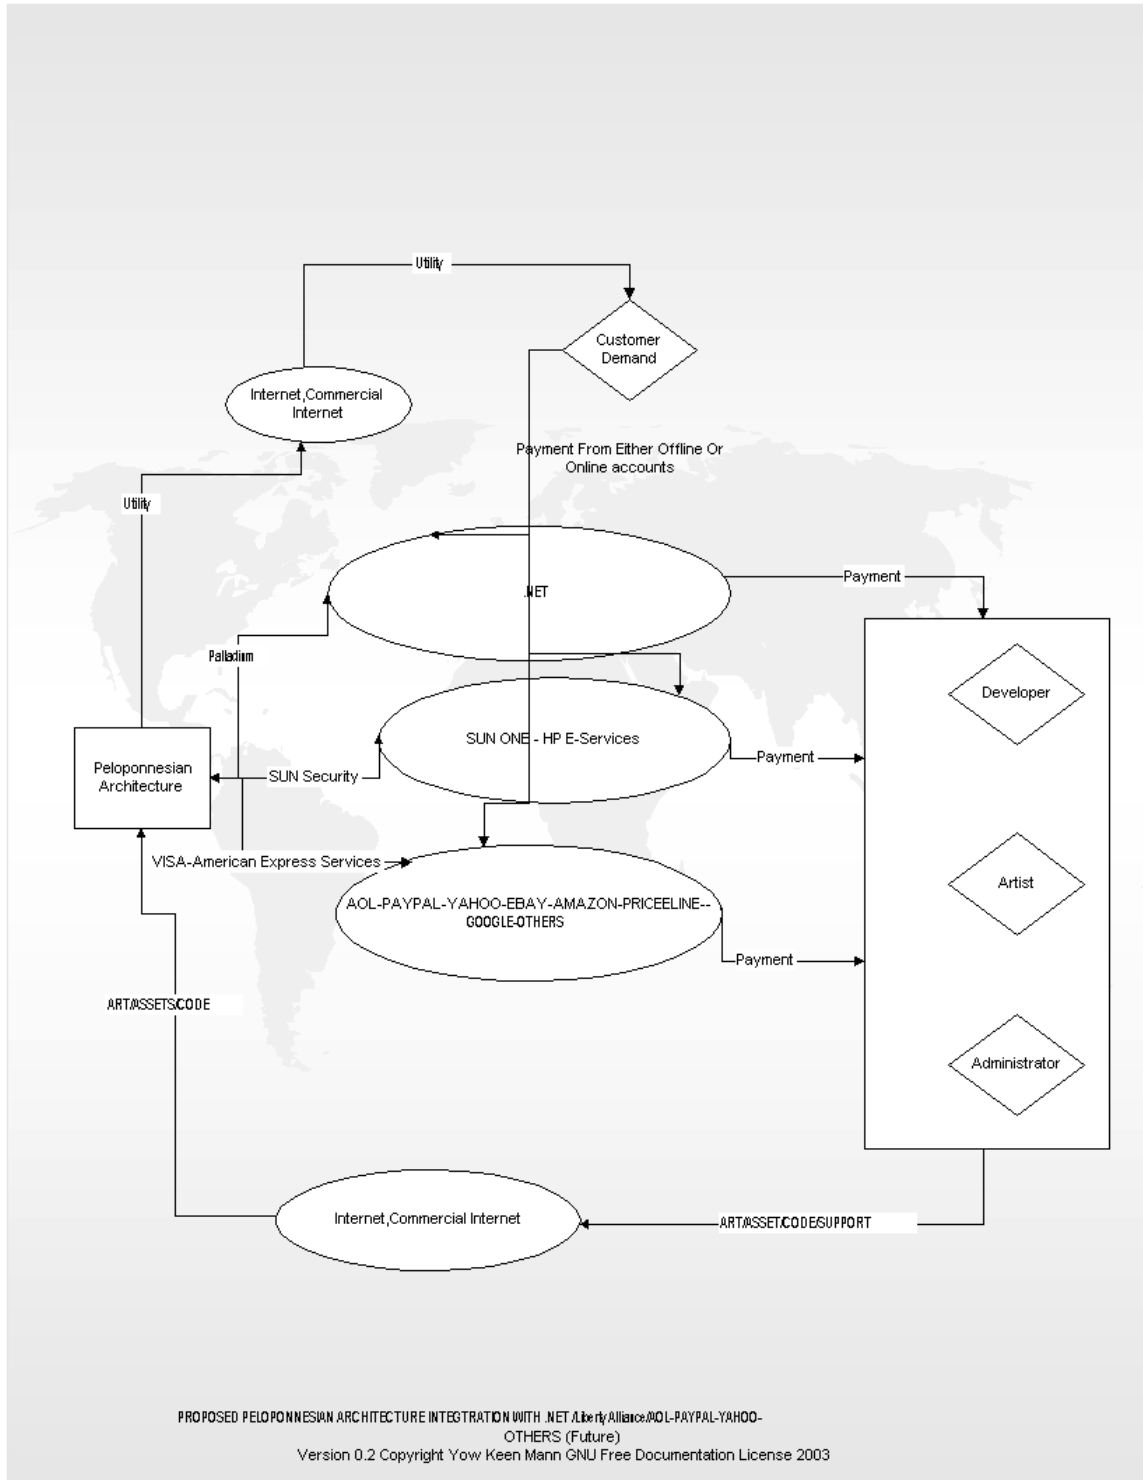 Utility
Customer
Demand
Internet,Commercial
Internet
Payment From Either Offline Or
Online accounts
Utility
.NET
Payment
Palladium
Developer
SUN ONE - HP E-Services
Payment
Peloponnesian
Architecture
SUN Security
VISA-American Express Services
Artist
AOL-PAYPAL-YAHOO-EBAY-AMAZON-PRICEELINE--
GOOGLE-OTHERS
Payment
ART/ASSETS/CODE
Administrator
Internet,Commercial Internet
ART/ASSET/CODE/SUPPORT
PROPOSED PELOPONNESIAN ARCHITECTURE INTEGTRATION WITH .NET /Liberty Alliance/AOL-PAYPAL-YAHOO-
OTHERS (Future)
Version 0.2 Copyright Yow Keen Mann GNU Free Documentation License 2003